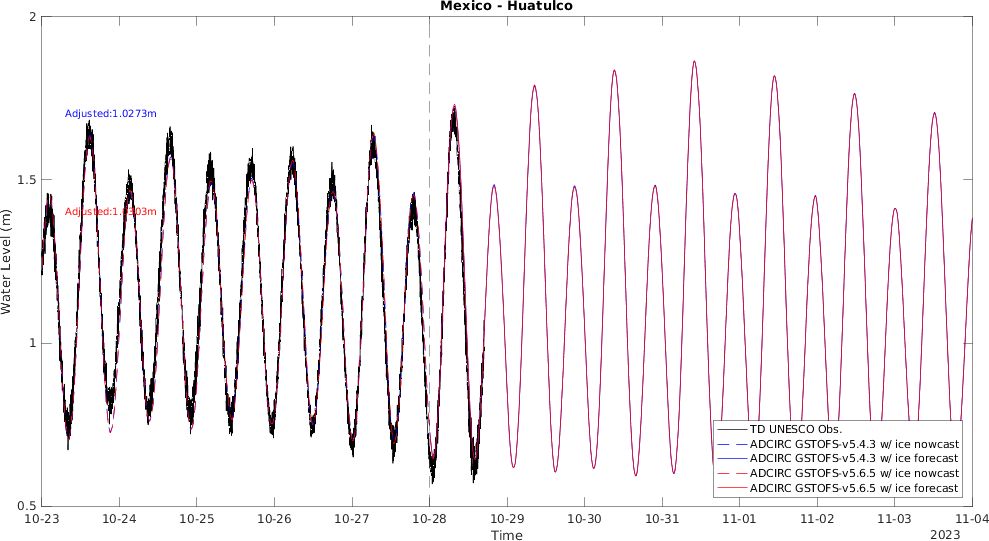 Mexico - Huatulco
2
1.5
1
0.5
Water Level (m)
Adjusted:1.0273m
Adjusted:1.0303m
TD UNESCO Obs.
ADCIRC GSTOFS-v5.4.3 w/ ice nowcast
ADCIRC GSTOFS-v5.4.3 w/ ice forecast
ADCIRC GSTOFS-v5.6.5 w/ ice nowcast
ADCIRC GSTOFS-v5.6.5 w/ ice forecast
10-23 10-24 10-25 10-26 10-27 10-28 10-29 10-30 10-31 11-01 11-02 11-03 11-04
Time
2023